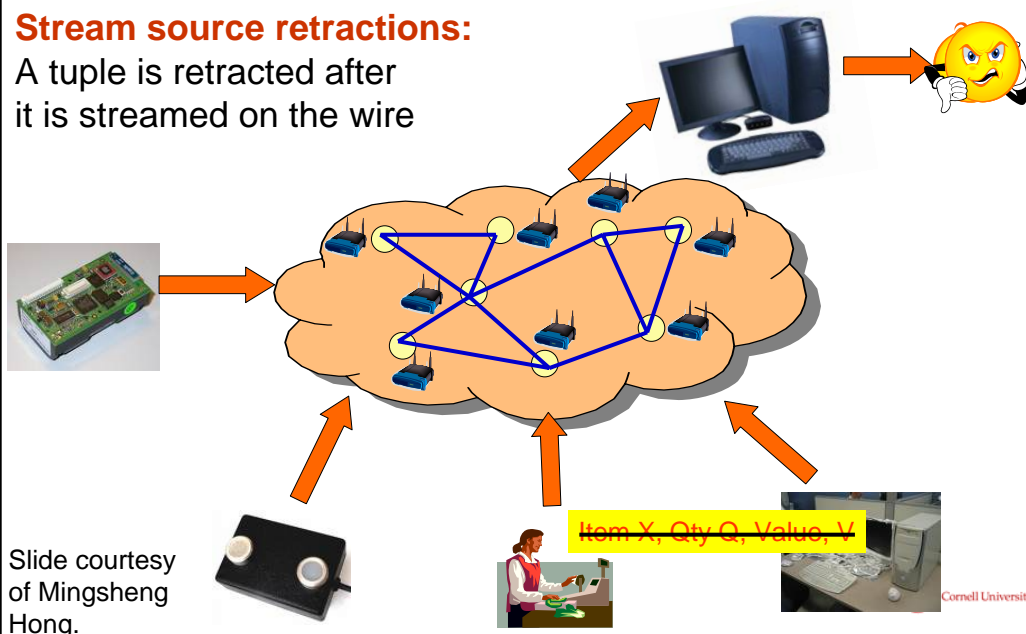 Stream source retractions:
A tuple is retracted after
it is streamed on the wire
Item X, Qty Q, Value, V
Slide courtesy
of Mingsheng
Hong.
Cornell Universit